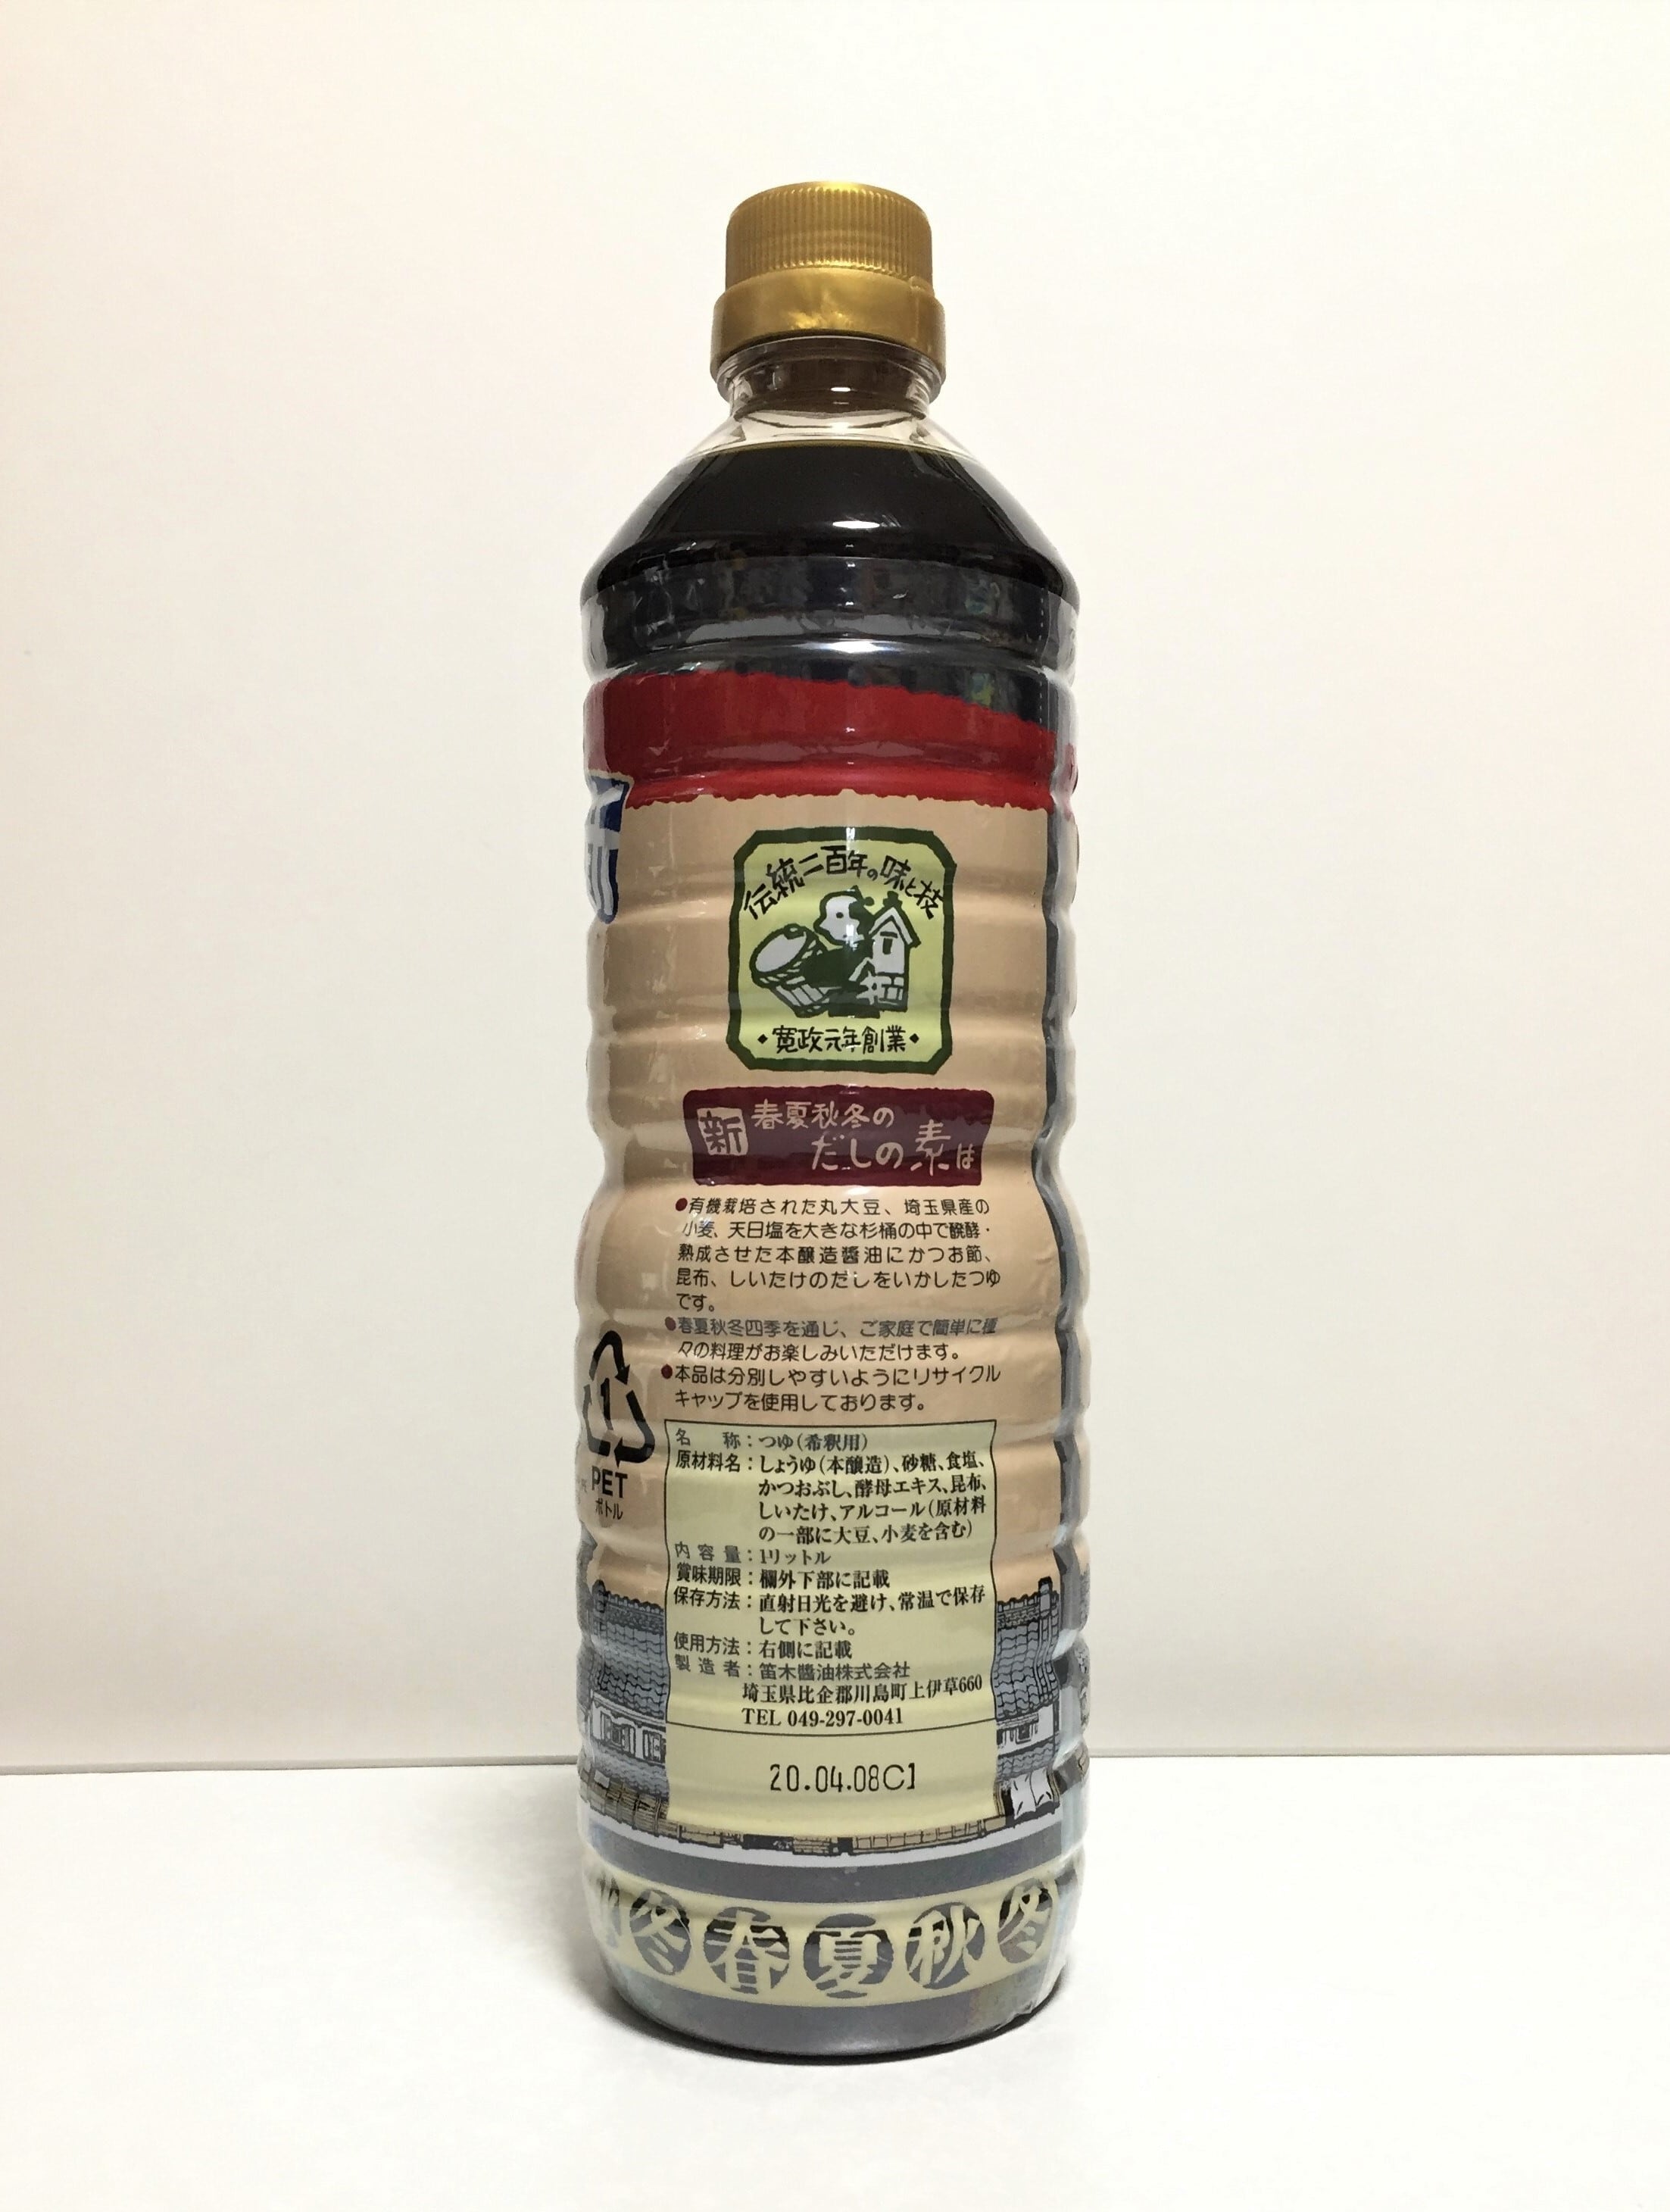 伝統二百年の味と技
寛政元年創業
新 春夏秋冬の
だしの素は
●有機栽培された丸大豆、埼玉県産の
小麦、天日塩を大きな杉桶の中で醗酵・
熟成させた本醸造醬油にかつお節、
昆布、しいたけのだしをいかしたつゆ
です。
●春夏秋冬四季を通じ、ご家庭で簡単に種
々の料理がお楽しみいただけます。
●本品は分別しやすいようにリサイクル
キャップを使用しております。
1
PET
ボトル
名称：つゆ（希釈用）
原材料名：しょうゆ（本醸造）、砂糖、食塩、
かつおぶし、酵母エキス、昆布、
しいたけ、アルコール（原材料
の一部に大豆、小麦を含む）
内容量：1リットル
賞味期限：欄外下部に記載
保存方法：直射日光を避け、常温で保存
して下さい。
使用方法：右側に記載
製造者：笛木醬油株式会社
埼玉県比企郡川島町上伊草660
TEL 049-297-0041
20.04.08C1
冬春夏秋冬